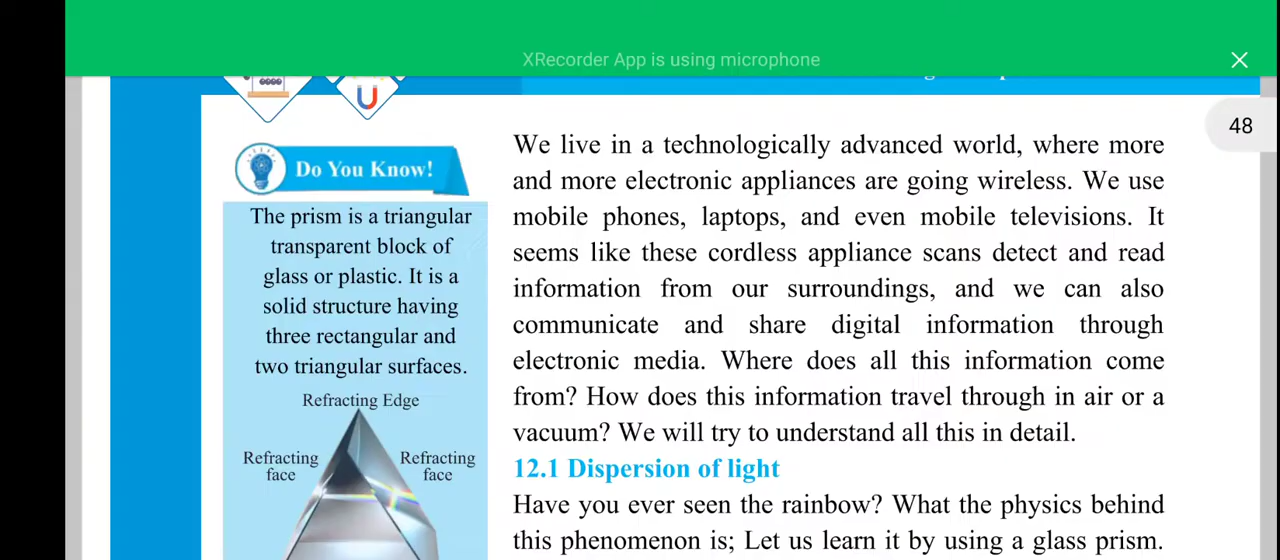 XRecorder App is using microphone
48
Do You Know!
The prism is a triangular
transparent block of
glass or plastic. It is a
solid structure having
three rectangular and
two triangular surfaces.
Refracting Edge
Refracting
face
Refracting
face
We live in a technologically advanced world, where more
and more electronic appliances are going wireless. We use
mobile phones, laptops, and even mobile televisions. It
seems like these cordless appliance scans detect and read
information from our surroundings, and we can also
communicate and share digital information through
electronic media. Where does all this information come
from? How does this information travel through in air or a
vacuum? We will try to understand all this in detail.
12.1 Dispersion of light
Have you ever seen the rainbow? What the physics behind
this phenomenon is; Let us learn it by using a glass prism.